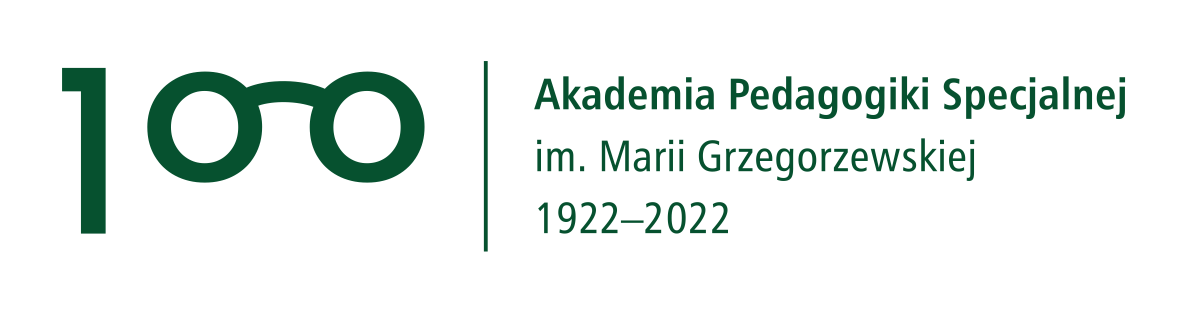 100
Akademia Pedagogiki Specjalnej
im. Marii Grzegorzewskiej
1922–2022